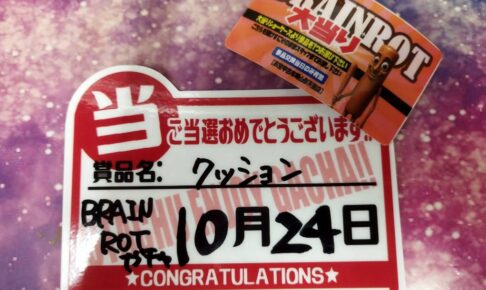 BRAINROT
大当り
当
ご当選おめでとうございます!!
賞品名: クッション
BRAIN
ROT
ガチャ
10月24日
★CONGRATULATIONS★